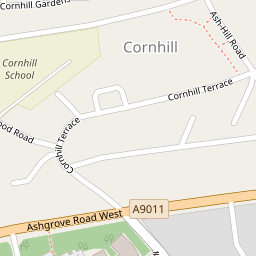 Cornhill Gardens
Ash-Hill Road
Cornhill
Cornhill
School
Cornhill Terrace
ood Road
Cornhill Terrace
A9011
Ashgrove Road West